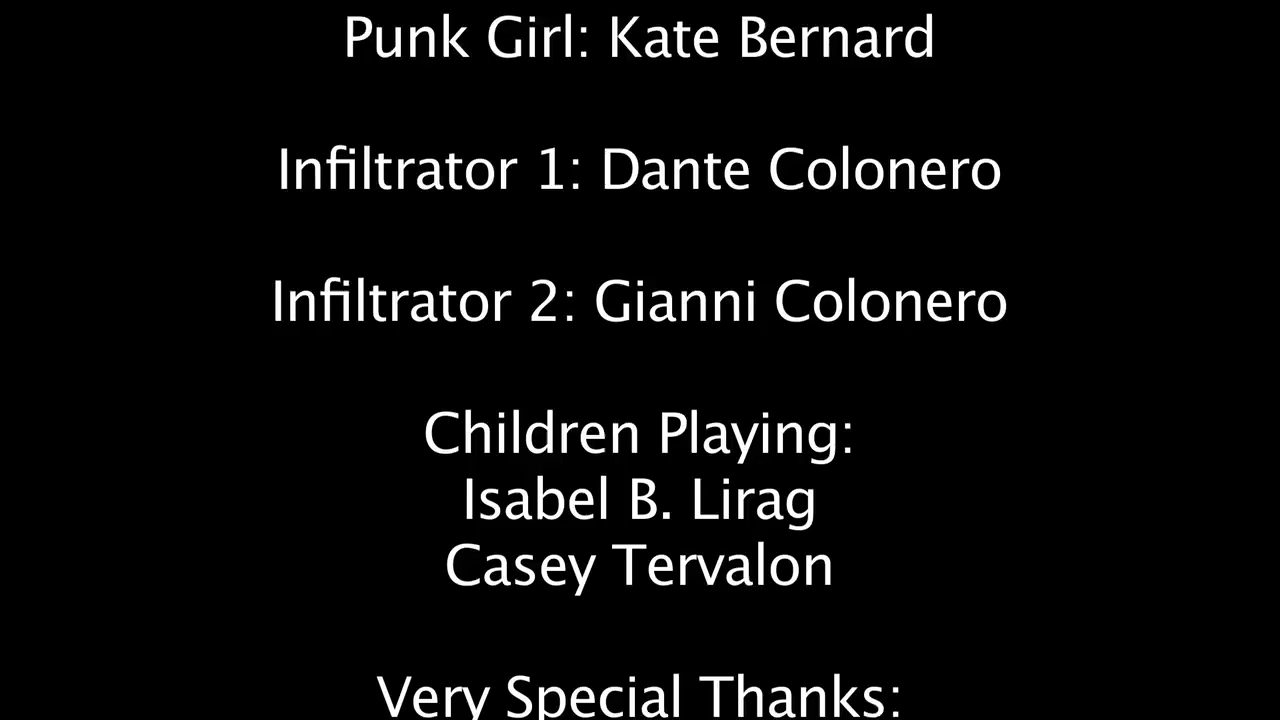 Punk Girl: Kate Bernard
Infiltrator 1: Dante Colonero
Infiltrator 2: Gianni Colonero
Children Playing:
Isabel B. Lirag
Casey Tervalon
Very Special Thanks: